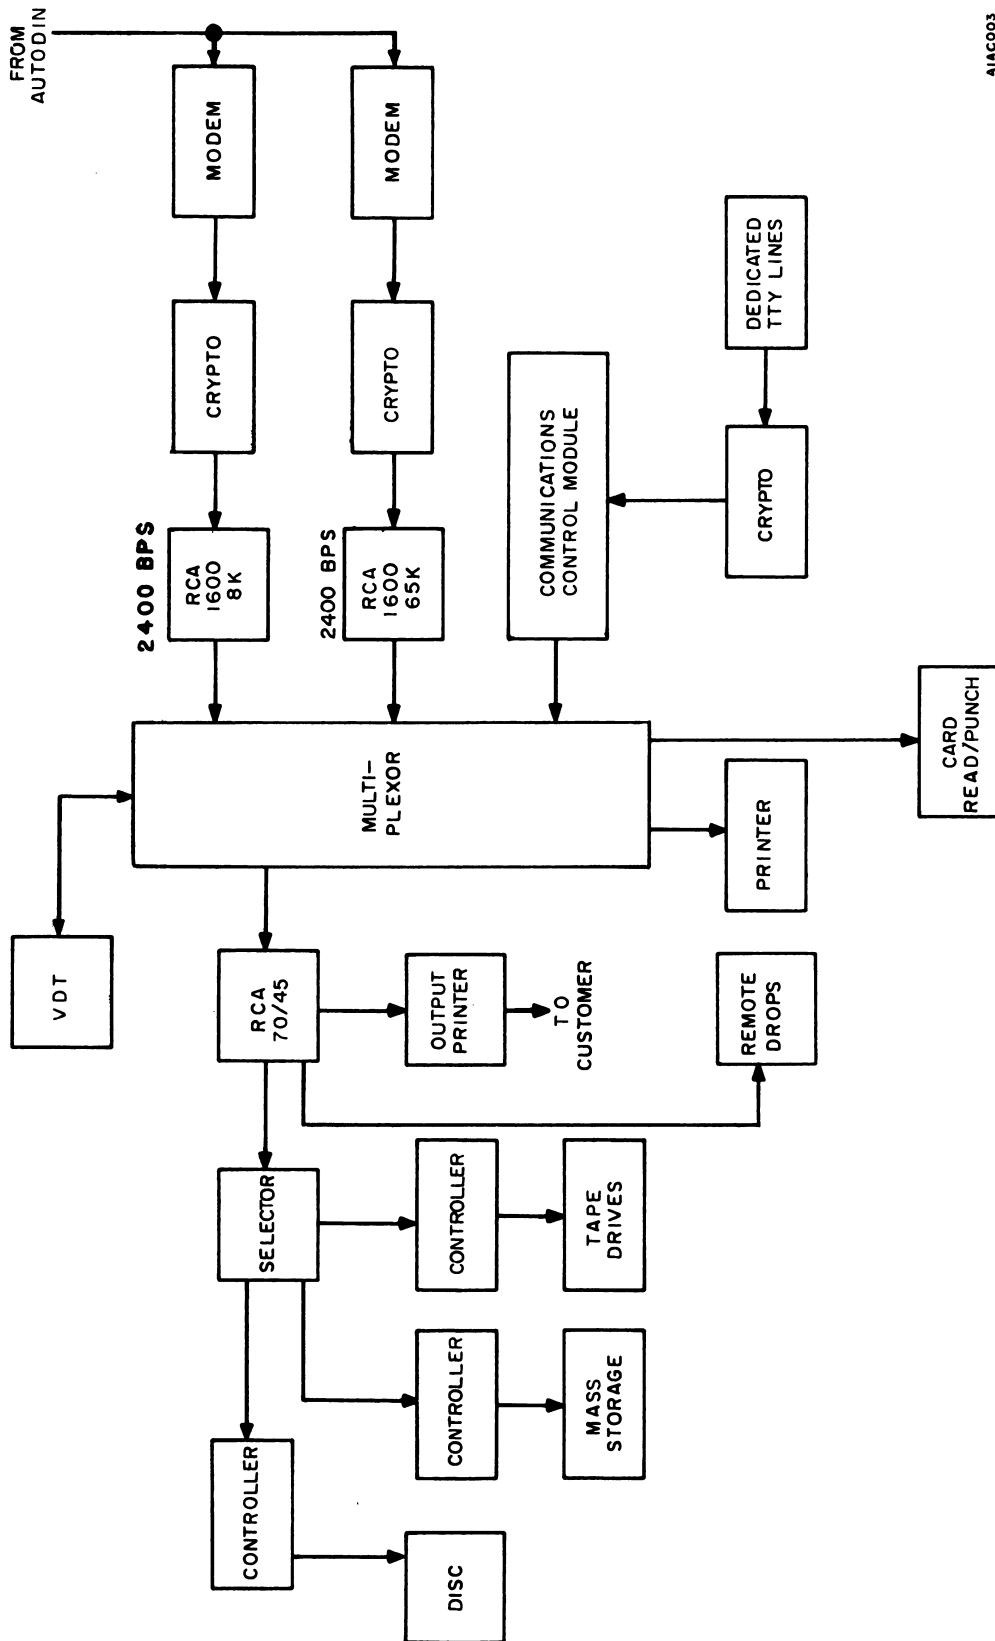 FROM
AUTODIN
MODEM
MODEM
CRYPTO
CRYPTO
DEDICATED
TTY LINES
2400 BPS
RCA
1600
8K
2400 BPS
RCA
1600
65K
COMMUNICATIONS
CONTROL MODULE
CRYPTO
MULTI-
PLEXOR
CARD
READ/PUNCH
PRINTER
VDT
RCA
70/45
OUTPUT
PRINTER
TO
CUSTOMER
REMOTE
DROPS
SELECTOR
CONTROLLER
TAPE
DRIVES
CONTROLLER
MASS
STORAGE
CONTROLLER
DISC
A1AC003